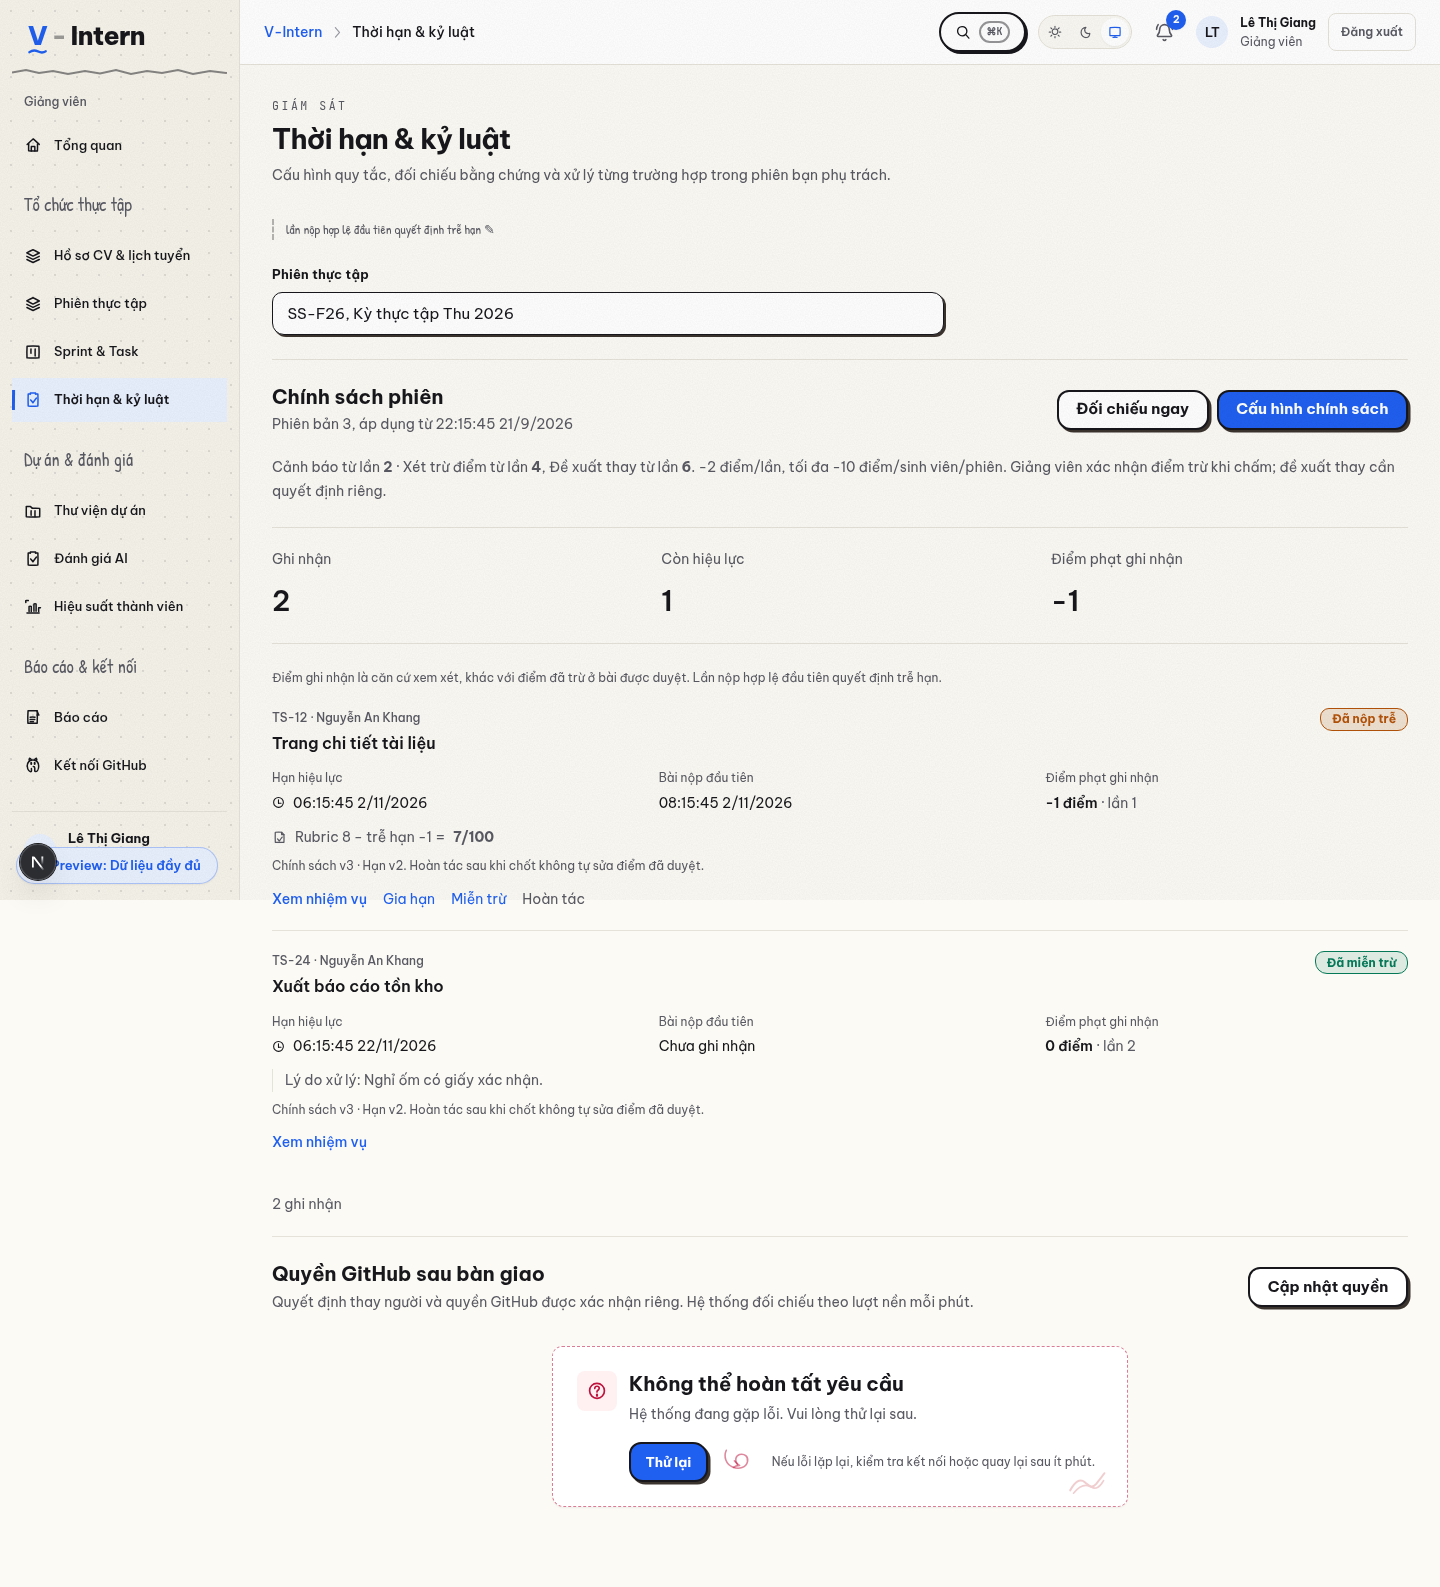 V - Intern
Giảng viên
Tổng quan
Tổ chức thực tập
Hồ sơ CV & lịch tuyển
Phiên thực tập
Sprint & Task
Thời hạn & kỷ luật
Dự án & đánh giá
Thư viện dự án
Đánh giá AI
Hiệu suất thành viên
Báo cáo & kết nối
Báo cáo
Kết nối GitHub
Lê Thị Giang
Preview: Dữ liệu đầy đủ
N
V-Intern > Thời hạn & kỷ luật
⌘K
2
LT
Lê Thị Giang
Giảng viên
Đăng xuất
GIÁM SÁT
Thời hạn & kỷ luật
Cấu hình quy tắc, đối chiếu bằng chứng và xử lý từng trường hợp trong phiên bạn phụ trách.
lần nộp hợp lệ đầu tiên quyết định trễ hạn ✎
Phiên thực tập
SS-F26, Kỳ thực tập Thu 2026
Chính sách phiên
Phiên bản 3, áp dụng từ 22:15:45 21/9/2026
Đối chiếu ngay
Cấu hình chính sách
Cảnh báo từ lần 2 · Xét trừ điểm từ lần 4, Đề xuất thay từ lần 6. -2 điểm/lần, tối đa -10 điểm/sinh viên/phiên. Giảng viên xác nhận điểm trừ khi chấm; đề xuất thay cần
quyết định riêng.
Ghi nhận
2
Còn hiệu lực
1
Điểm phạt ghi nhận
-1
Điểm ghi nhận là căn cứ xem xét, khác với điểm đã trừ ở bài được duyệt. Lần nộp hợp lệ đầu tiên quyết định trễ hạn.
TS-12 · Nguyễn An Khang
Đã nộp trễ
Trang chi tiết tài liệu
Hạn hiệu lực
06:15:45 2/11/2026
Bài nộp đầu tiên
08:15:45 2/11/2026
Điểm phạt ghi nhận
-1 điểm · lần 1
Rubric 8 - trễ hạn -1 = 7/100
Chính sách v3 · Hạn v2. Hoàn tác sau khi chốt không tự sửa điểm đã duyệt.
Xem nhiệm vụ Gia hạn Miễn trừ Hoàn tác
TS-24 · Nguyễn An Khang
Đã miễn trừ
Xuất báo cáo tồn kho
Hạn hiệu lực
06:15:45 22/11/2026
Bài nộp đầu tiên
Chưa ghi nhận
Điểm phạt ghi nhận
0 điểm · lần 2
Lý do xử lý: Nghỉ ốm có giấy xác nhận.
Chính sách v3 · Hạn v2. Hoàn tác sau khi chốt không tự sửa điểm đã duyệt.
Xem nhiệm vụ
2 ghi nhận
Quyền GitHub sau bàn giao
Quyết định thay người và quyền GitHub được xác nhận riêng. Hệ thống đối chiếu theo lượt nền mỗi phút.
Cập nhật quyền
Không thể hoàn tất yêu cầu
Hệ thống đang gặp lỗi. Vui lòng thử lại sau.
Thử lại
Nếu lỗi lặp lại, kiểm tra kết nối hoặc quay lại sau ít phút.